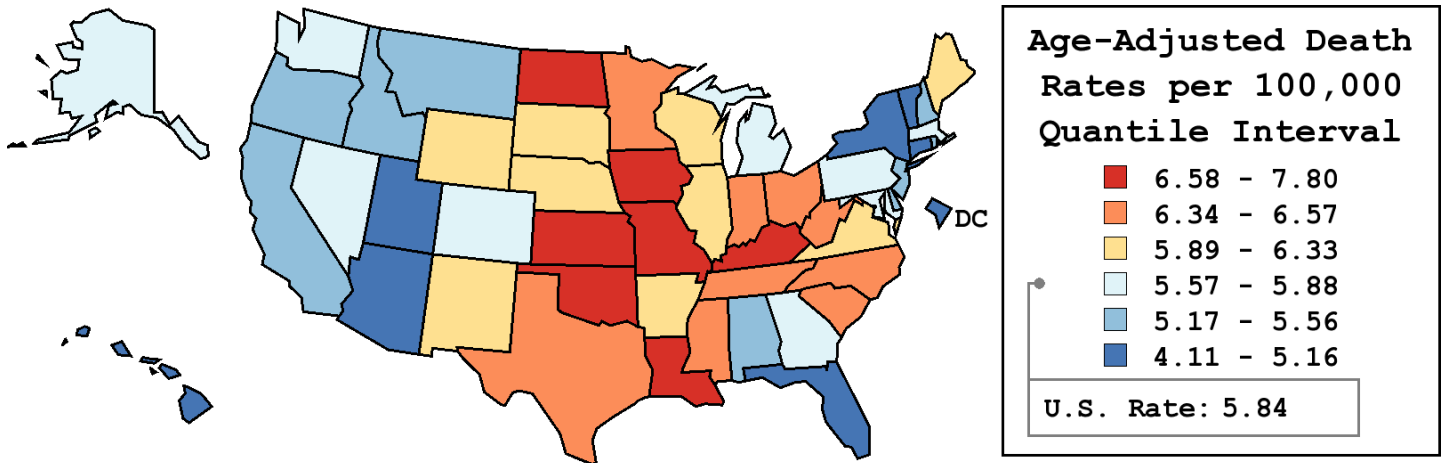 Age-Adjusted Death
Rates per 100,000
Quantile Interval
6.58 - 7.80
6.34 - 6.57
5.89 - 6.33
5.57 - 5.88
5.17 - 5.56
4.11 - 5.16
U.S. Rate: 5.84
DC